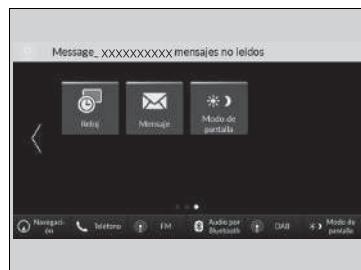 Message_ XXXXXXXXXX mensajes no leidos
Reloj
Mensaje
Modo de
pantalla
Navegaci-
ón
Teléfono
FM
Audio por
Bluetooth
DAB
Modo de
pantalla